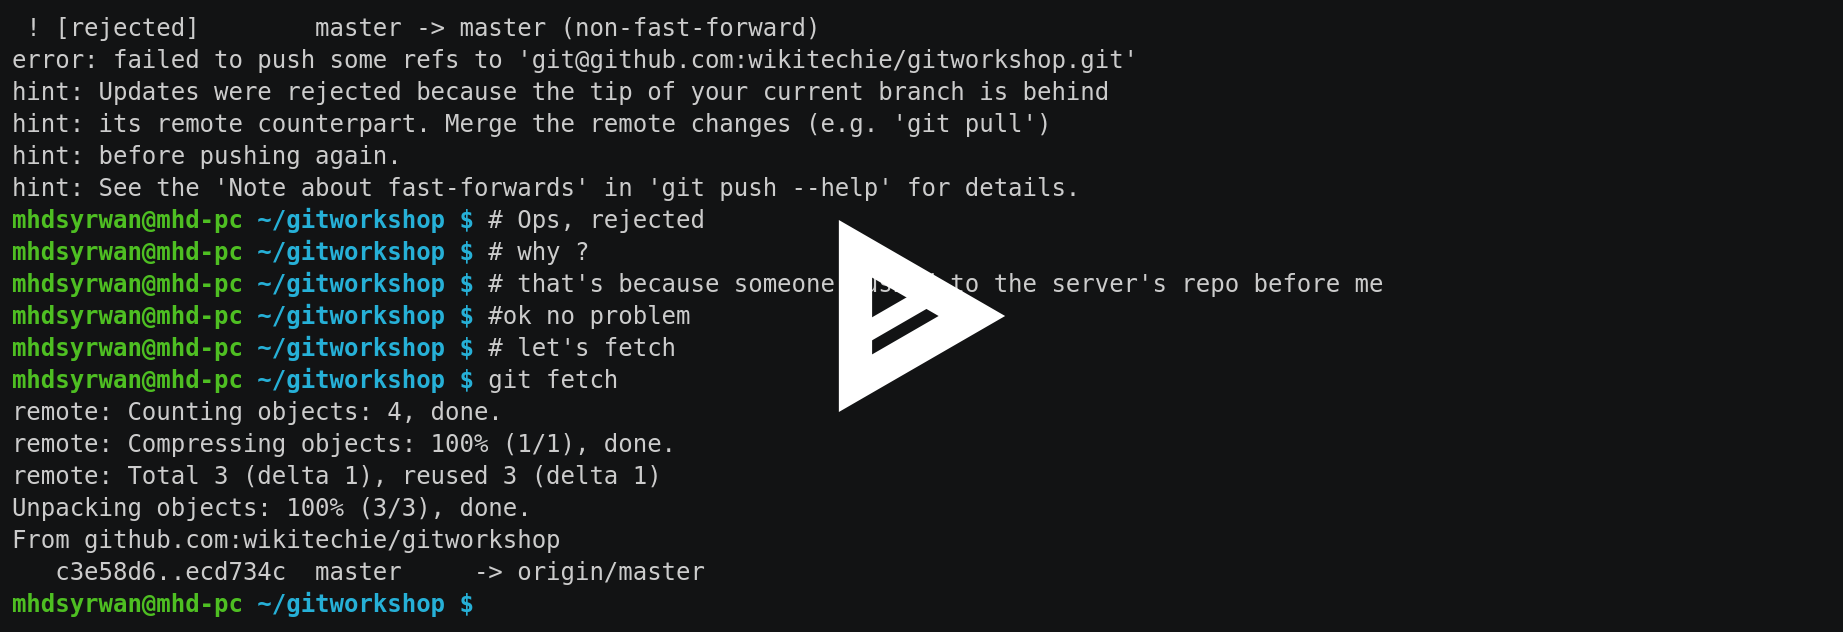 ! [rejected]        master -> master (non-fast-forward)
error: failed to push some refs to 'git@github.com:wikitechie/gitworkshop.git'
hint: Updates were rejected because the tip of your current branch is behind
hint: its remote counterpart. Merge the remote changes (e.g. 'git pull')
hint: before pushing again.
hint: See the 'Note about fast-forwards' in 'git push --help' for details.
mhdsyrwan@mhd-pc ~/gitworkshop $ # Ops, rejected
mhdsyrwan@mhd-pc ~/gitworkshop $ # why ?
mhdsyrwan@mhd-pc ~/gitworkshop $ # that's because someone to the server's repo before me
mhdsyrwan@mhd-pc ~/gitworkshop $ #ok no problem
mhdsyrwan@mhd-pc ~/gitworkshop $ # let's fetch
mhdsyrwan@mhd-pc ~/gitworkshop $ git fetch
remote: Counting objects: 4, done.
remote: Compressing objects: 100% (1/1), done.
remote: Total 3 (delta 1), reused 3 (delta 1)
Unpacking objects: 100% (3/3), done.
From github.com:wikitechie/gitworkshop
   c3e58d6..ecd734c  master     -> origin/master
mhdsyrwan@mhd-pc ~/gitworkshop $